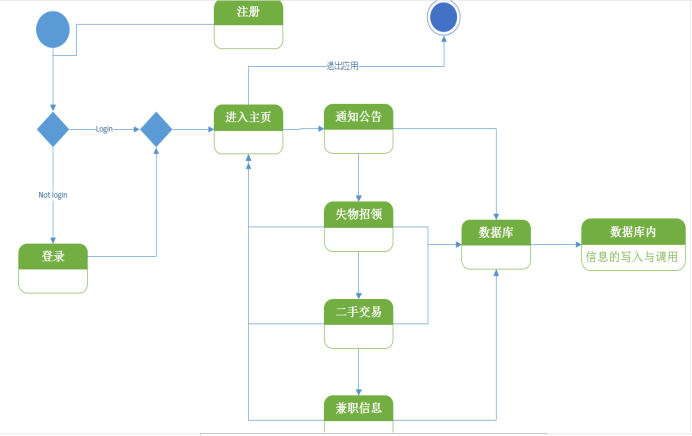 注册
退出应用
进入主页
通知公告
Login
Not login
失物招领
登录
数据库
数据库内
信息的写入与调用
二手交易
兼职信息